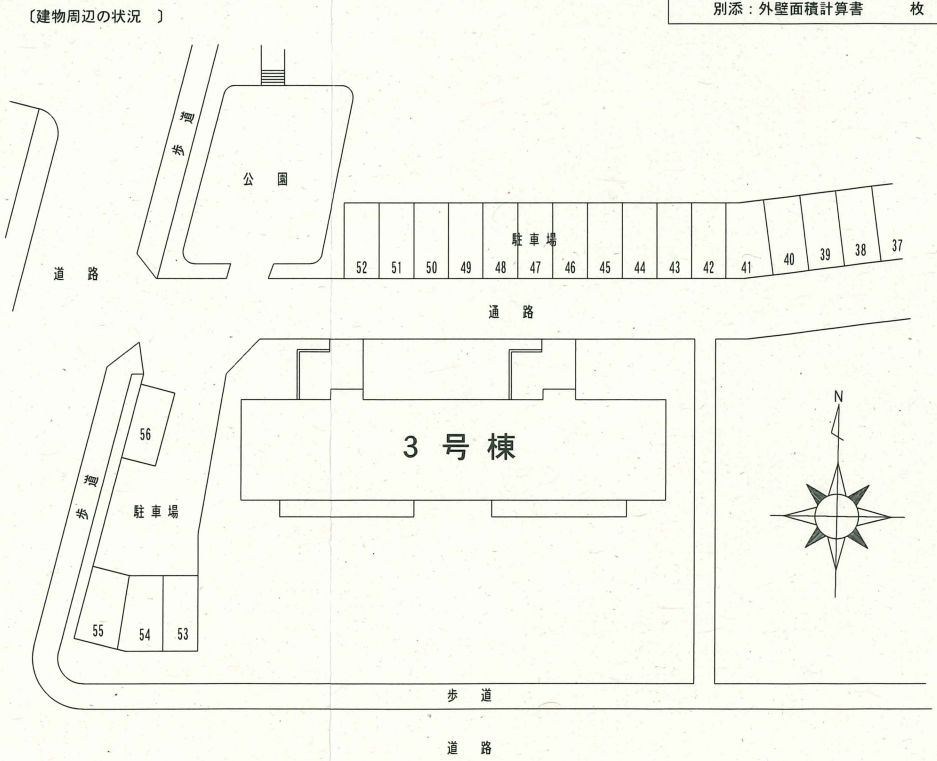 〔建物周辺の状況 〕
別添：外壁面積計算書 枚
歩道
公園
駐車場
52 51 50 49 48 47 46 45 44 43 42 41 40 39 38 37
道路
通路
N
3号棟
56
歩道
駐車場
55 54 53
歩道
道路